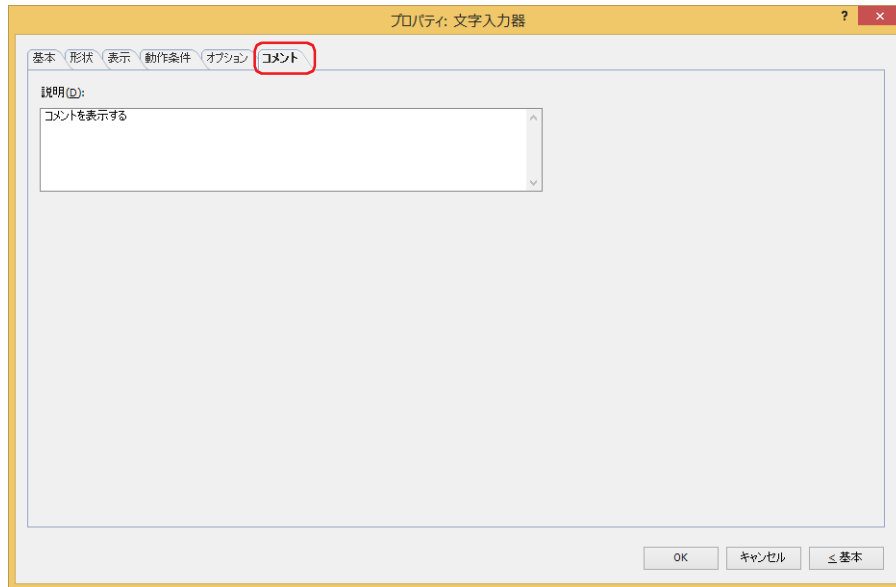 プロパティ: 文字入力器
? ×
基本 形状 表示 動作条件 オプション コメント
説明(D):
コメントを表示する
OK キャンセル < 基本